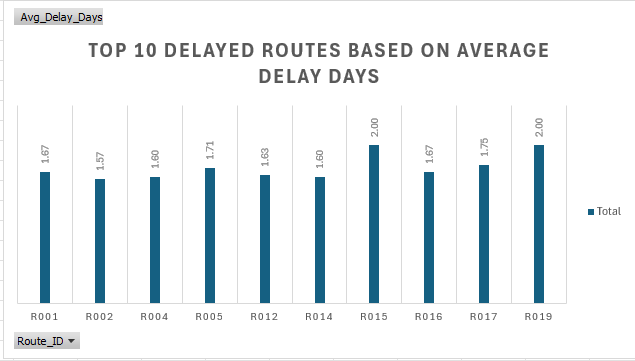 Avg_Delay_Days
TOP 10 DELAYED ROUTES BASED ON AVERAGE
DELAY DAYS
1.67 1.57 1.60 1.71 1.63 1.60 2.00 1.67 1.75 2.00
Total
R001 R002 R004 R005 R012 R014 R015 R016 R017 R019
Route_ID